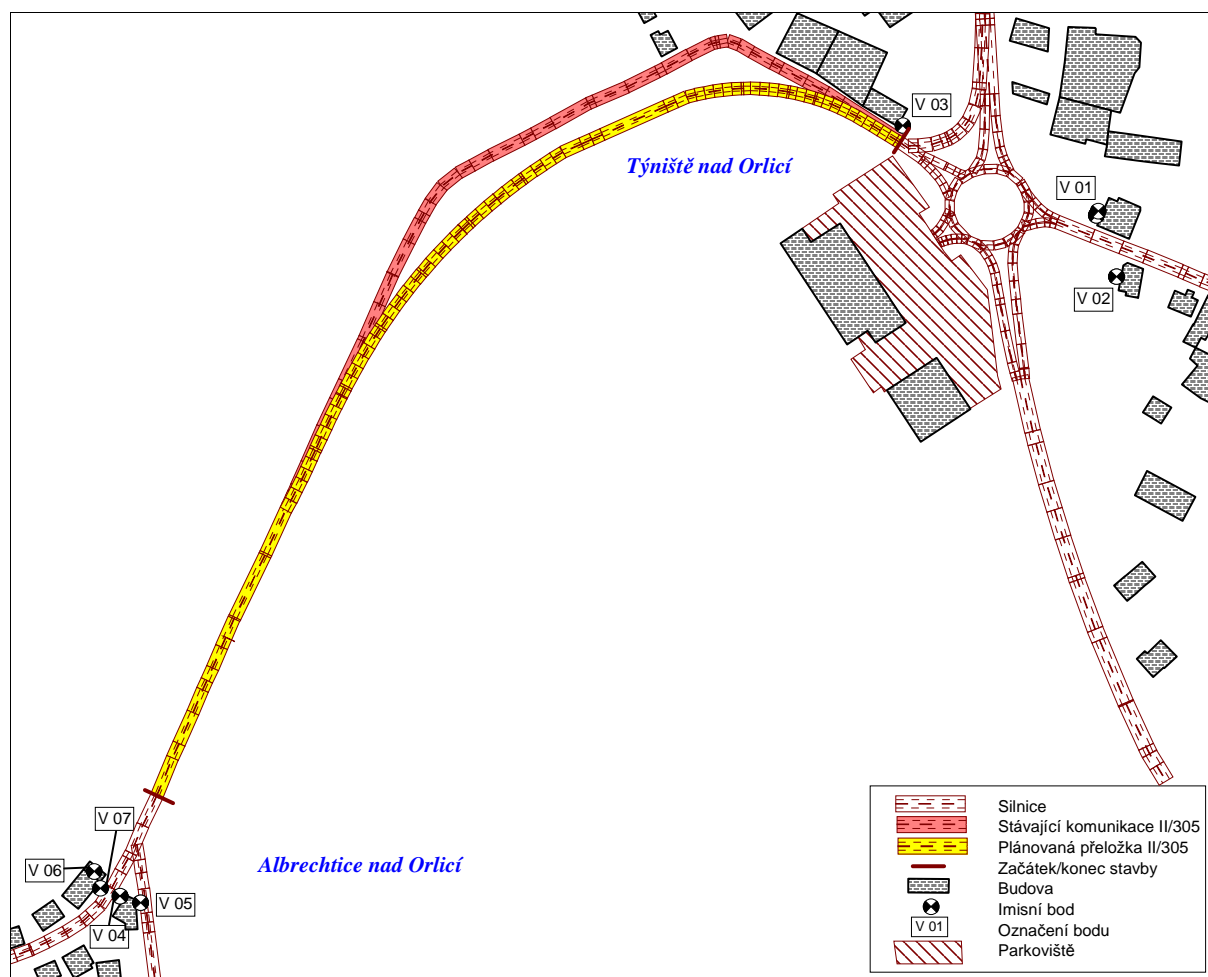 V 03
Týniště nad Orlicí
V 01
V 02
V 07
V 06
Albrechtice nad Orlicí
V 05
V 04
Silnice
Stávající komunikace II/305
Plánovaná přeložka II/305
Začátek/konec stavby
Budova
Imisní bod
V 01 Označení bodu
Parkoviště